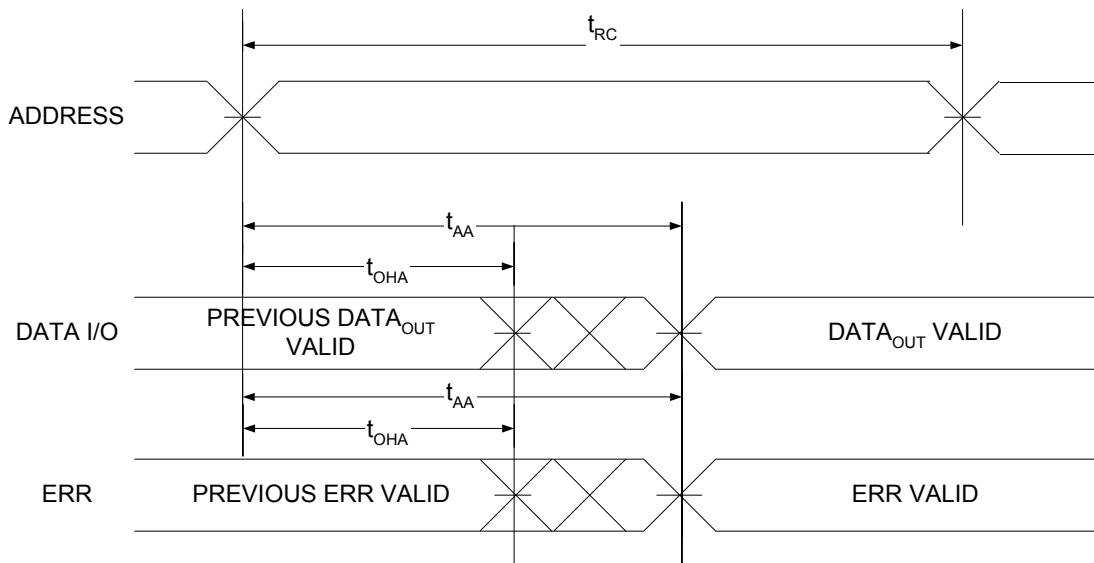 tRC
ADDRESS
tAA
tOHA
DATA I/O
PREVIOUS DATAOUT
VALID
DATAOUT VALID
tAA
tOHA
ERR
PREVIOUS ERR VALID
ERR VALID